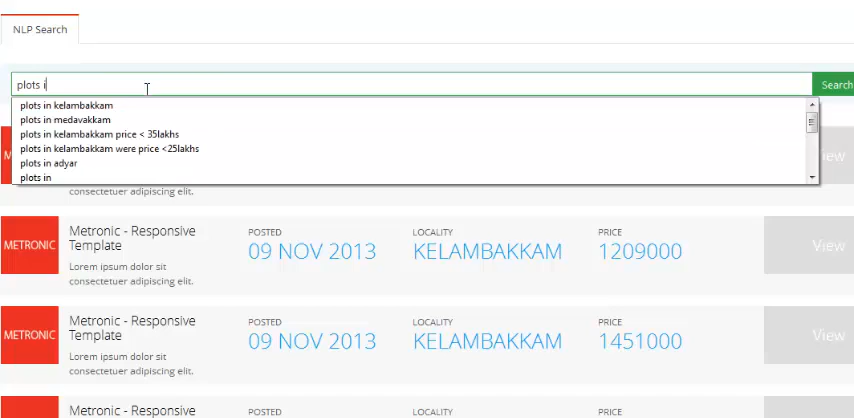 NLP Search
plots i
Search
plots in kelambakkam
plots in medavakkam
plots in kelambakkam price < 35lakhs
plots in kelambakkam were price <25lakhs
plots in adyar
plots in
consectetuer adipiscing elit.
METRONIC
Metronic - Responsive
Template
Lorem ipsum dolor sit
consectetuer adipiscing elit.
POSTED
09 NOV 2013
LOCALITY
KELAMBAKKAM
PRICE
1209000
View
METRONIC
Metronic - Responsive
Template
Lorem ipsum dolor sit
consectetuer adipiscing elit.
POSTED
09 NOV 2013
LOCALITY
KELAMBAKKAM
PRICE
1451000
View
Metronic - Responsive
POSTED
LOCALITY
PRICE